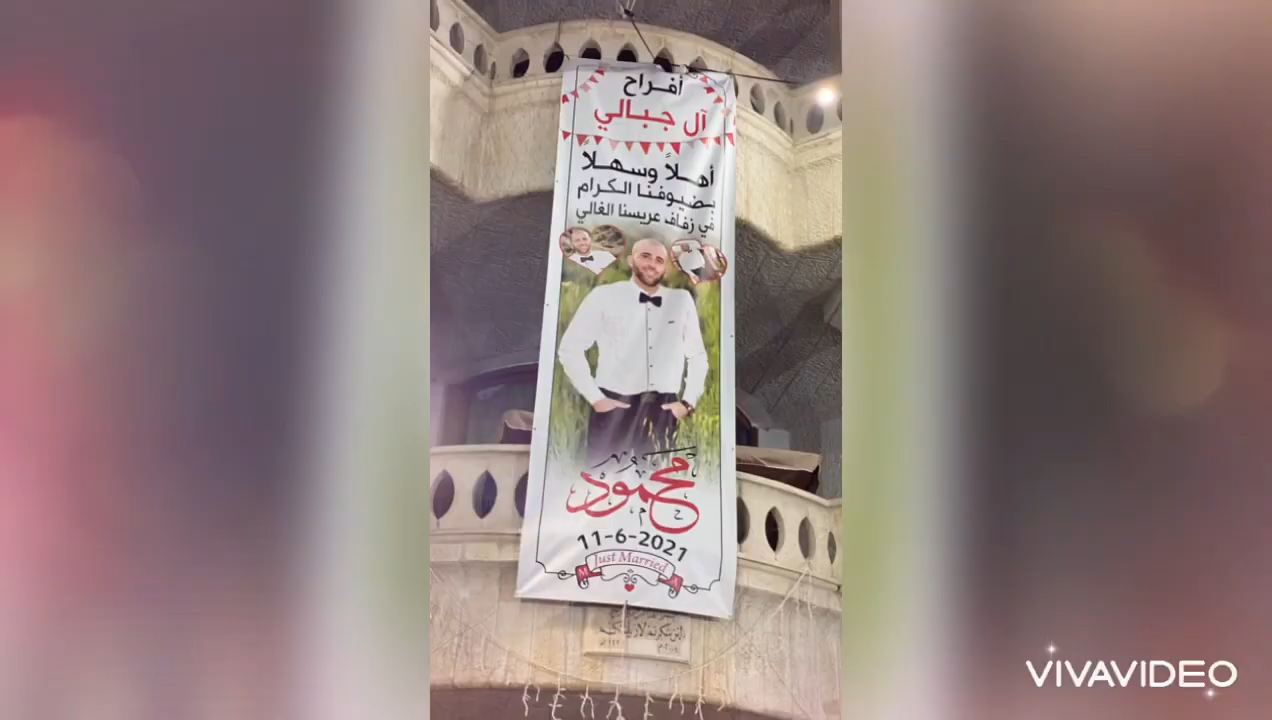 أفراح
آل جبالي
أهلاً وسهلاً
بضيوفنا الكرام
في زفاف عريسنا الغالي
محمود
11-6-2021
Just Married
M A
VIVAVIDEO